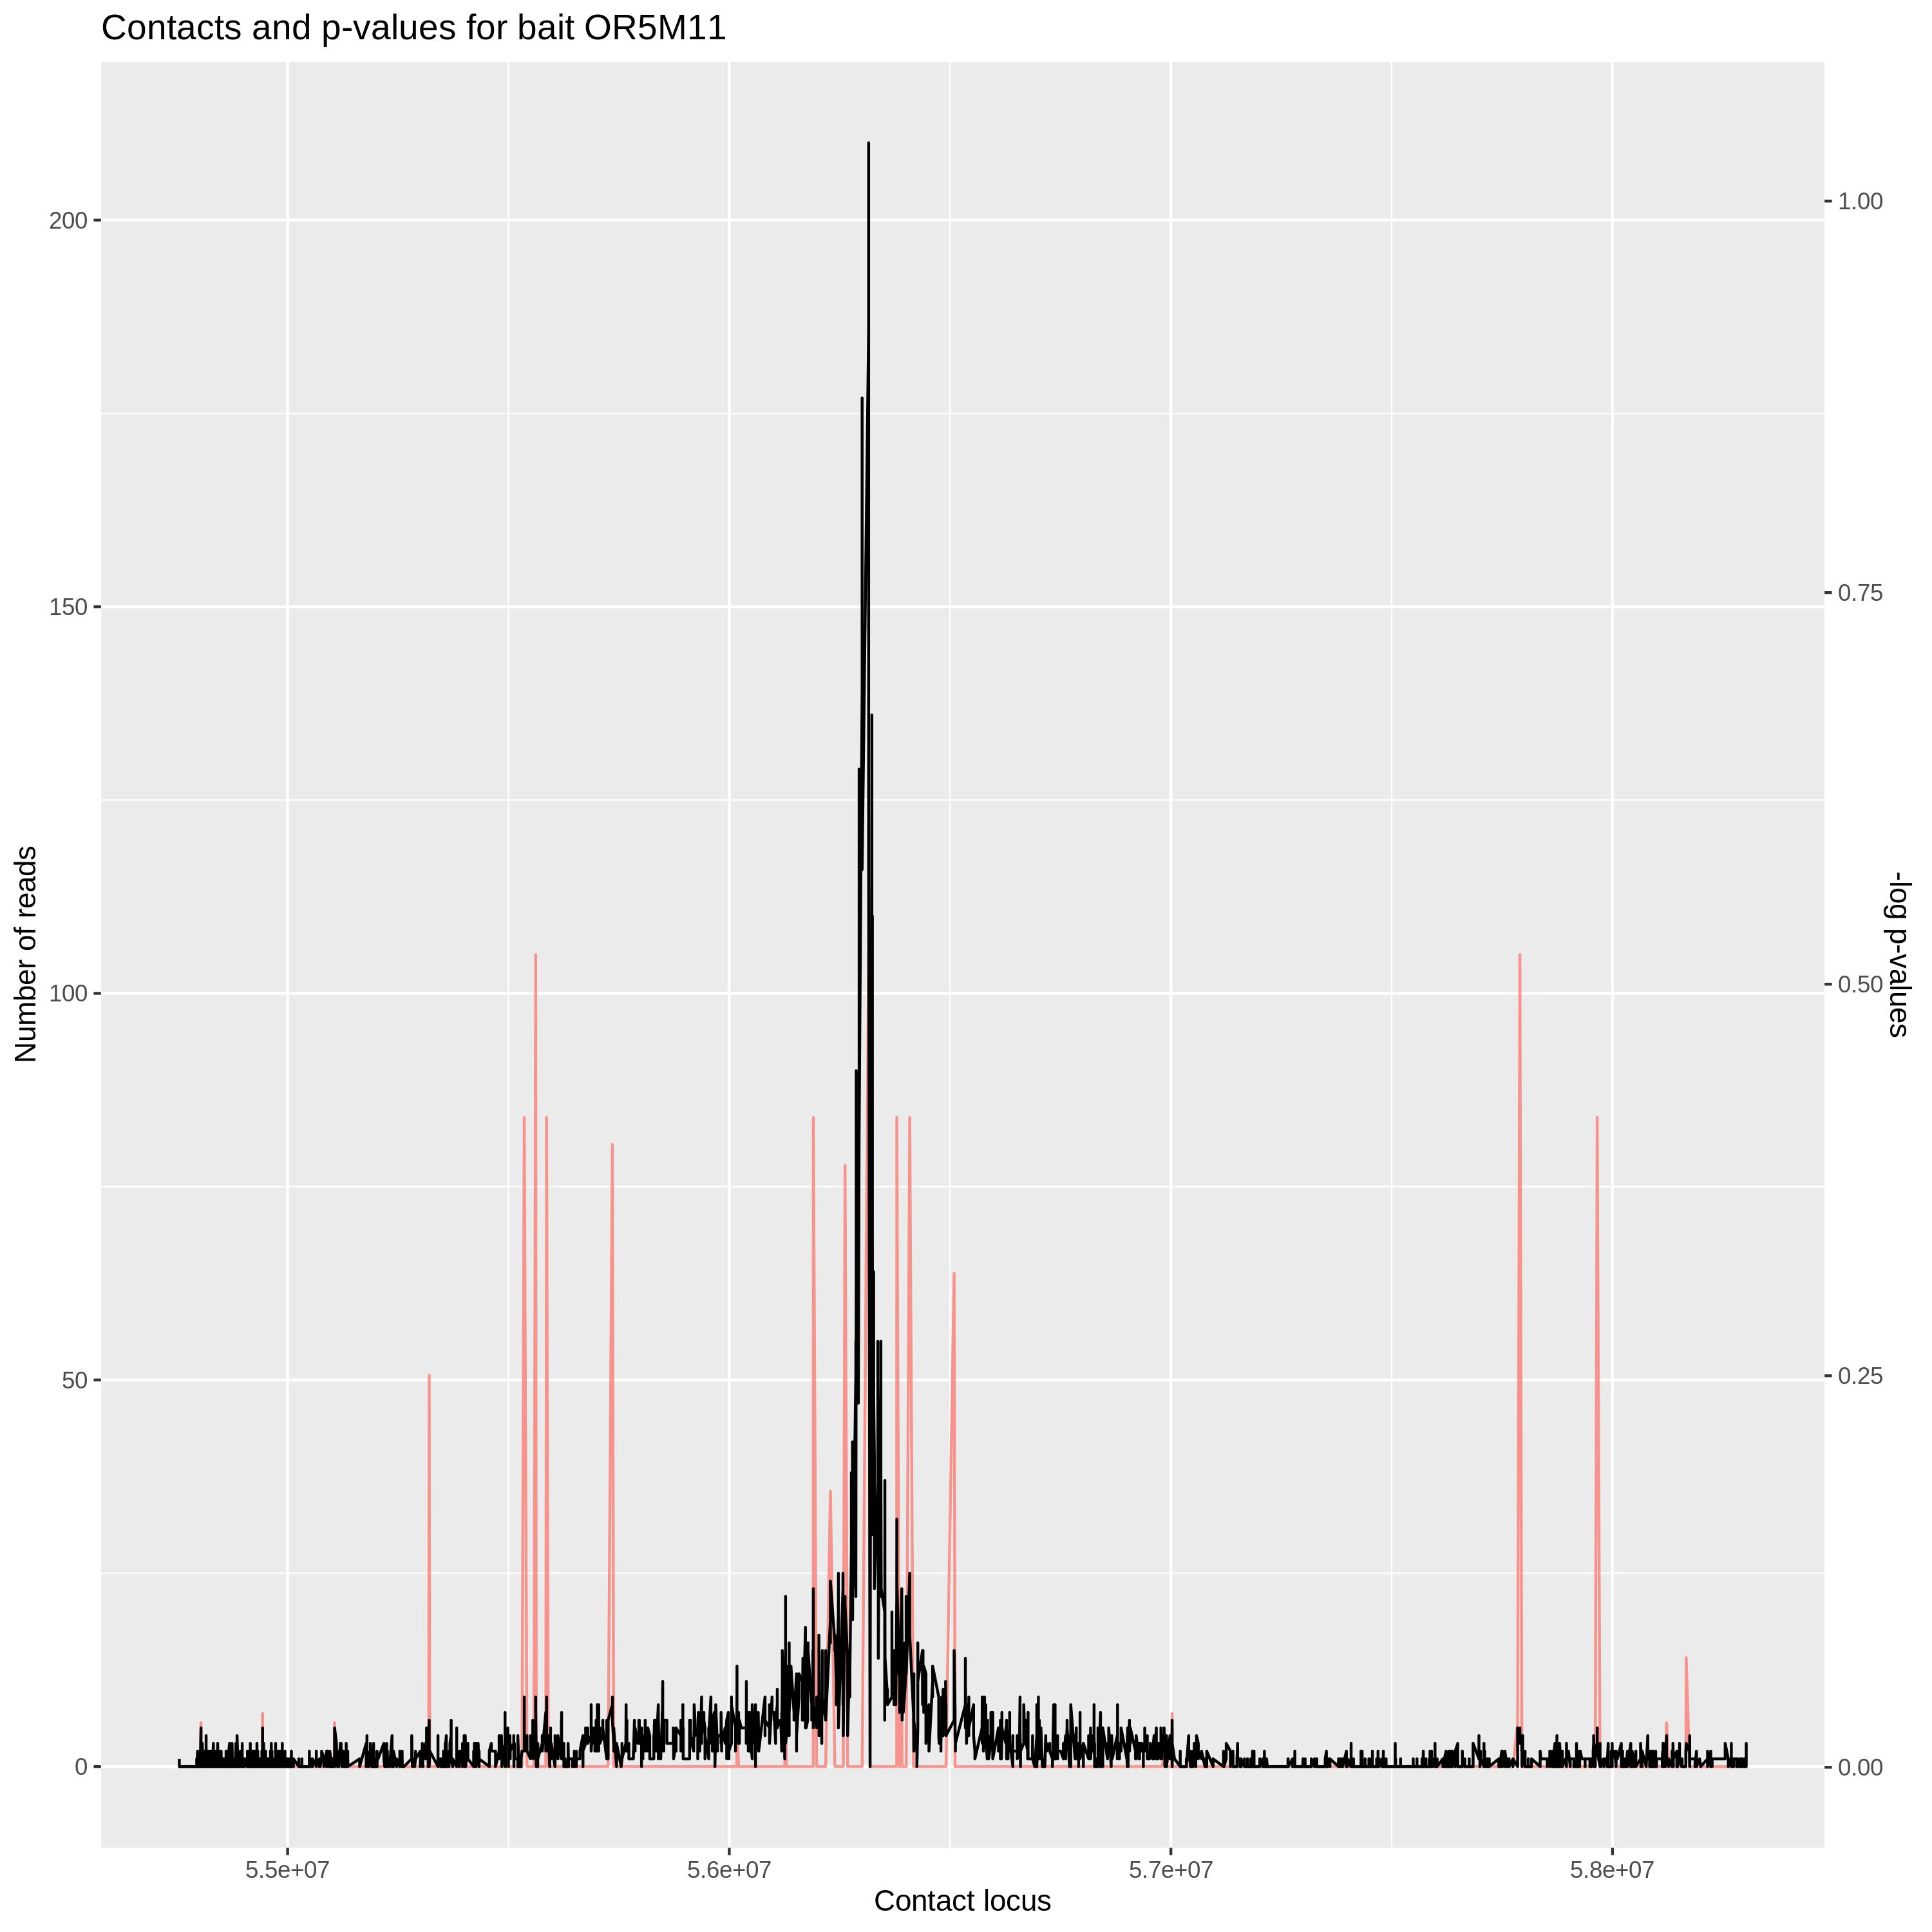 Contacts and p-values for bait OR5M11
200
150
100
50
0
Number of reads
1.00
0.75
0.50
0.25
0.00
-log p-values
5.5e+07
5.6e+07
5.7e+07
5.8e+07
Contact locus